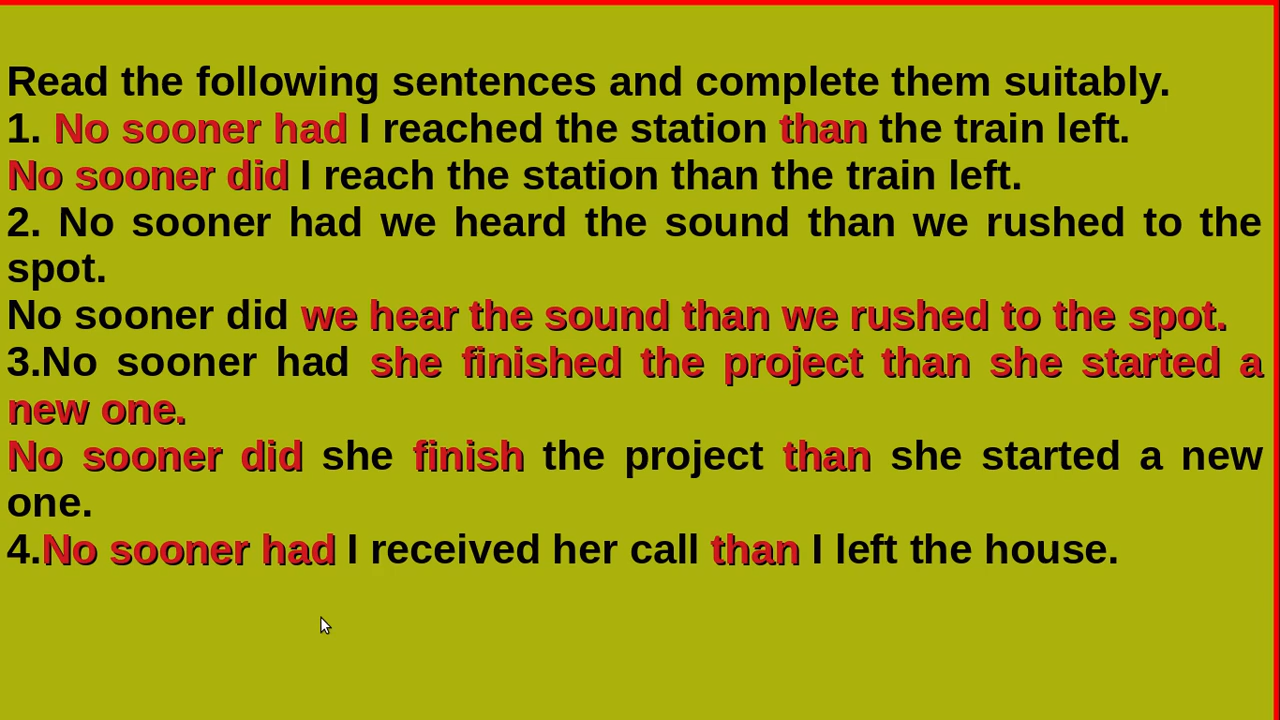 Read the following sentences and complete them suitably.
1. No sooner had I reached the station than the train left.
No sooner did I reach the station than the train left.
2. No sooner had we heard the sound than we rushed to the
spot.
No sooner did we hear the sound than we rushed to the spot.
3.No sooner had she finished the project than she started a
new one.
No sooner did she finish the project than she started a new
one.
4.No sooner had I received her call than I left the house.